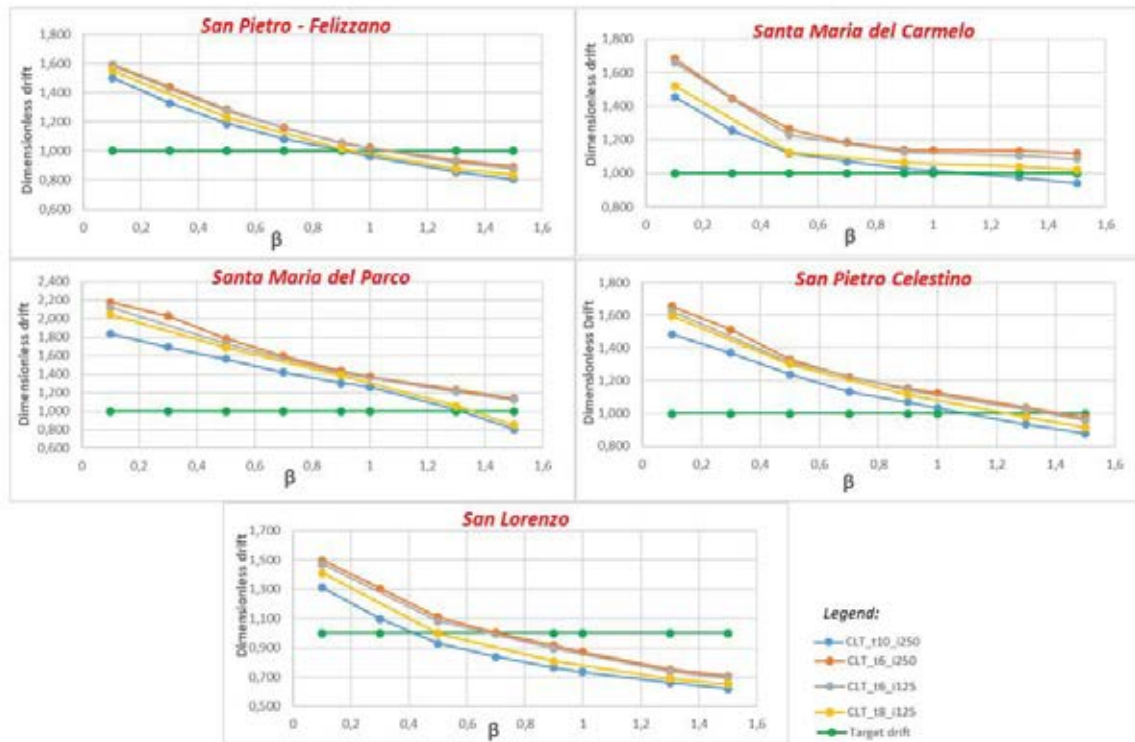 San Pietro - Felizzano
Dimensionless drift
1,800
1,600
1,400
1,200
1,000
0,800
0,600
0 0,2 0,4 0,6 0,8 1 1,2 1,4 1,6
β
Santa Maria del Carmelo
Dimensionless drift
1,800
1,600
1,400
1,200
1,000
0,800
0 0,2 0,4 0,6 0,8 1 1,2 1,4 1,6
β
Santa Maria del Parco
Dimensionless drift
2,400
2,200
2,000
1,800
1,600
1,400
1,200
1,000
0,800
0,600
0 0,2 0,4 0,6 0,8 1 1,2 1,4 1,6
β
San Pietro Celestino
Dimensionless Drift
1,800
1,600
1,400
1,200
1,000
0,800
0 0,2 0,4 0,6 0,8 1 1,2 1,4 1,6
β
San Lorenzo
Dimensionless drift
1,700
1,500
1,300
1,100
0,900
0,700
0,500
0 0,2 0,4 0,6 0,8 1 1,2 1,4 1,6
β
Legend:
CLT_t10_i250
CLT_t6_i250
CLT_t6_i125
CLT_t8_i125
Target drift